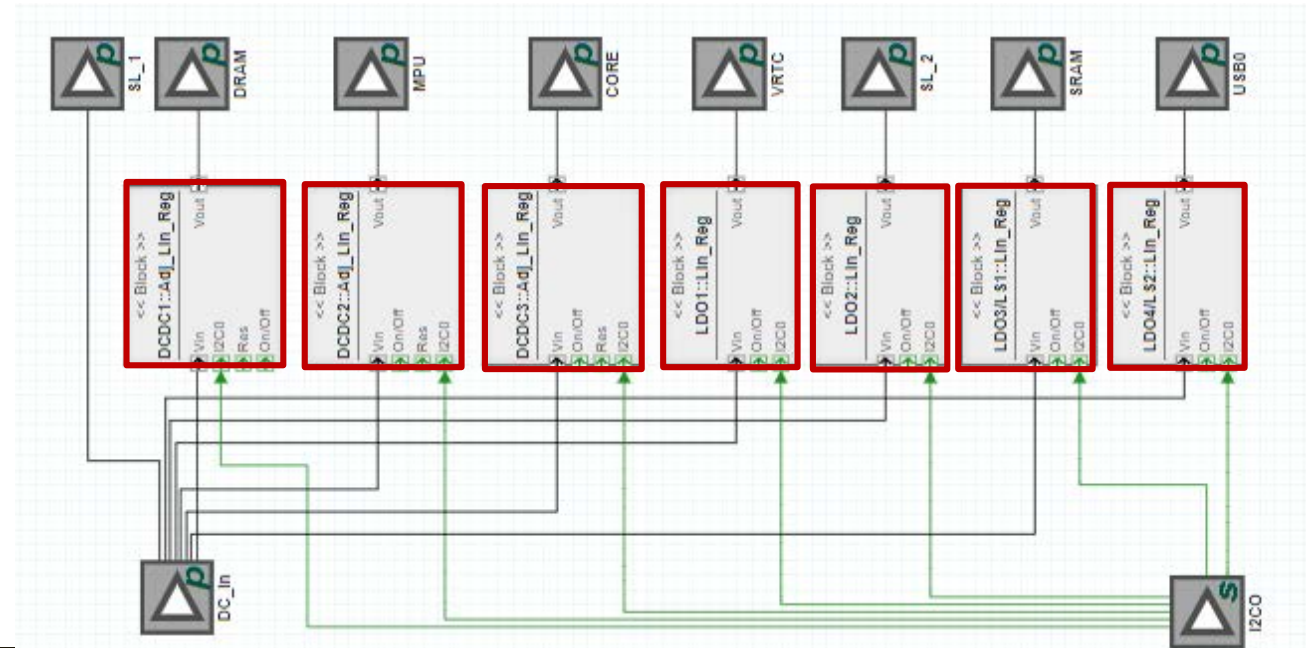 SL_1
DRAM
MPU
CORE
VRTC
SL_2
SRAM
USB0
<< Block >>
DCDC1::Adj_Lin_Reg
Vin
I2C0
Res
On/Off
Vout
<< Block >>
DCDC2::Adj_Lin_Reg
Vin
On/Off
Res
I2C0
Vout
<< Block >>
DCDC3::Adj_Lin_Reg
Vin
On/Off
Res
I2C0
Vout
<< Block >>
LDO1::Lin_Reg
Vin
On/Off
I2C0
Vout
<< Block >>
LDO2::Lin_Reg
Vin
On/Off
I2C0
Vout
<< Block >>
LDO3/LS1::Lin_Reg
Vin
On/Off
I2C0
Vout
<< Block >>
LDO4/LS2::Lin_Reg
Vin
On/Off
I2C0
Vout
DC_In
I2CO
p
p
p
p
p
p
p
p
p
s